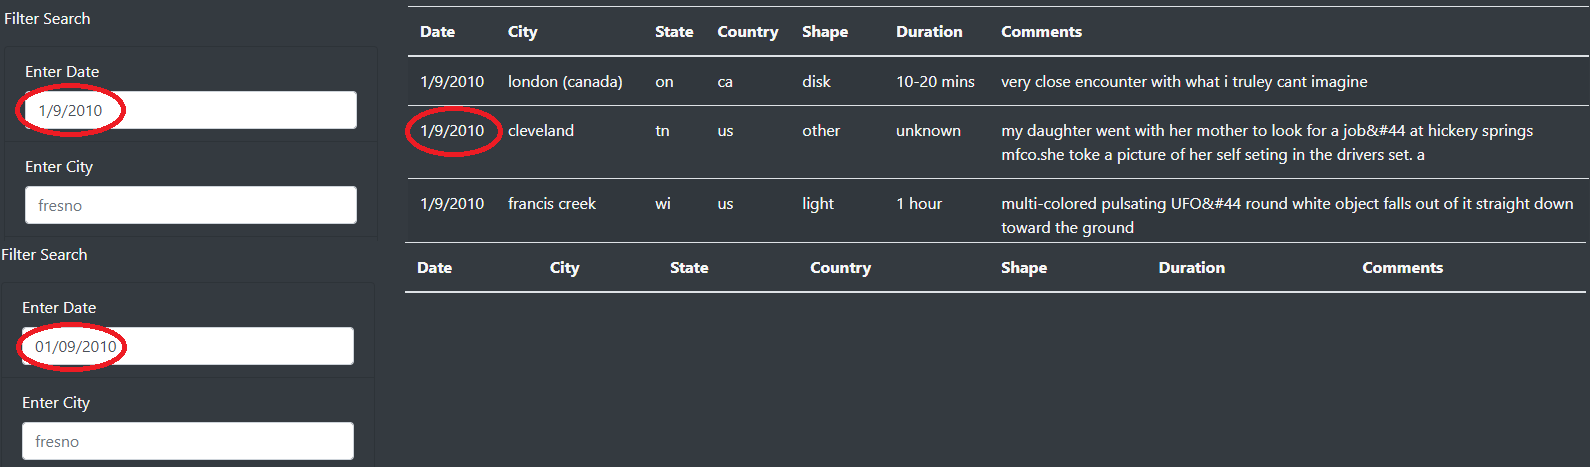 Filter Search
Enter Date
1/9/2010
Enter City
fresno
Date City State Country Shape Duration Comments
1/9/2010 london (canada) on ca disk 10-20 mins very close encounter with what i truley cant imagine
1/9/2010 cleveland tn us other unknown my daughter went with her mother to look for a job&#44 at hickery springs
mfco.she toke a picture of her self seting in the drivers set. a
1/9/2010 francis creek wi us light 1 hour multi-colored pulsating UFO&#44 round white object falls out of it straight down
toward the ground
Filter Search
Enter Date
01/09/2010
Enter City
fresno
Date City State Country Shape Duration Comments